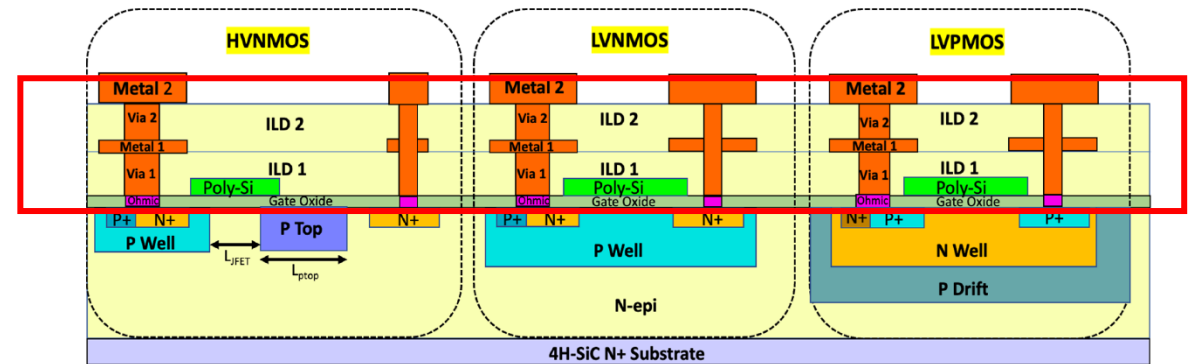 HVNMOS
LVNMOS
LVPMOS
Metal 2
Metal 2
Metal 2
Via 2
ILD 2
Via 2
ILD 2
Via 2
ILD 2
Metal 1
Metal 1
Metal 1
Via 1
ILD 1
Via 1
ILD 1
Via 1
ILD 1
Poly-Si
Poly-Si
Poly-Si
Ohmic
Gate Oxide
Ohmic
Gate Oxide
Ohmic
Gate Oxide
P+
N+
N+
P+
N+
N+
N+
P+
P+
P Well
P Top
P Well
N Well
LJFET
Lptop
P Drift
N-epi
4H-SiC N+ Substrate